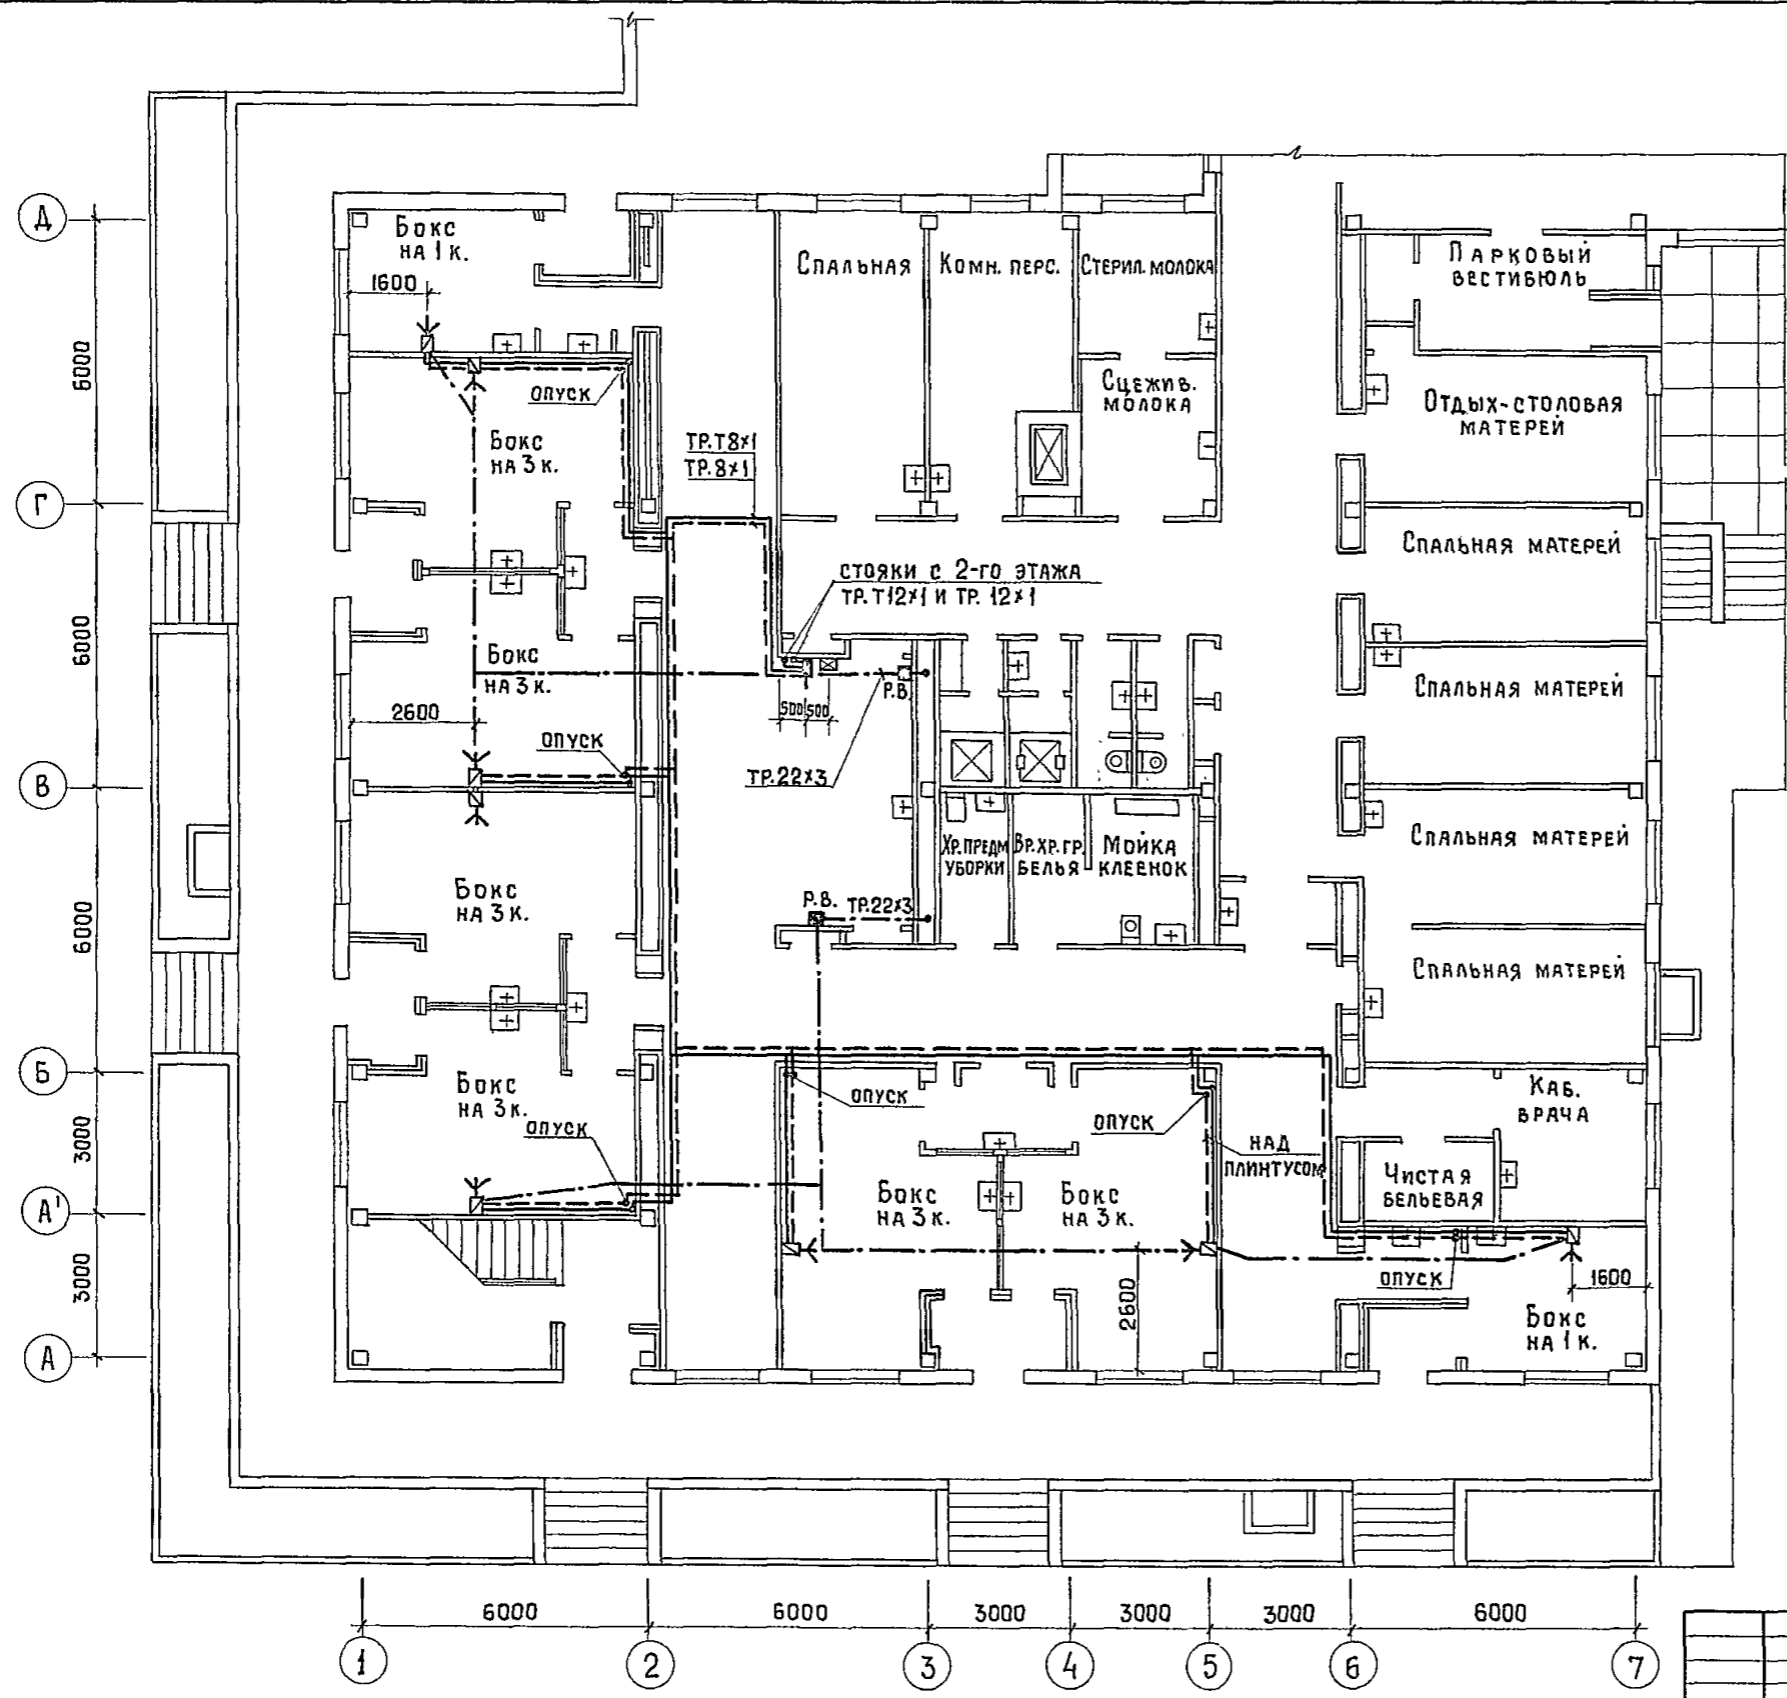 Д
Г
В
Б
А'
А
6000
6000
6000
3000
3000
Бокс
на 1 к.
1600
опуск
Бокс
на 3 к.
Бокс
на 3 к.
2600
опуск
Бокс
на 3 к.
Бокс
на 3 к.
опуск
Спальная
Комн. перс.
Стерил. молока
Сцежив.
молока
тр. Т8×1
тр. 8×1
стояки с 2-го этажа
тр. Т12×1 и тр. 12×1
Р.В.
500 500
тр. 22×3
Р.В. тр. 22×3
Хр. предм
уборки
Вр. хр. гр.
белья
Мойка
клеенок
Парковый
вестибюль
Отдых-столовая
матерей
Спальная матерей
Спальная матерей
Спальная матерей
Спальная матерей
Каб.
врача
Чистая
бельевая
опуск
опуск
над
плинтусом
Бокс
на 3 к.
Бокс
на 3 к.
2600
опуск
1600
Бокс
на 1 к.
6000 6000 3000 3000 3000 6000
1 2 3 4 5 6 7